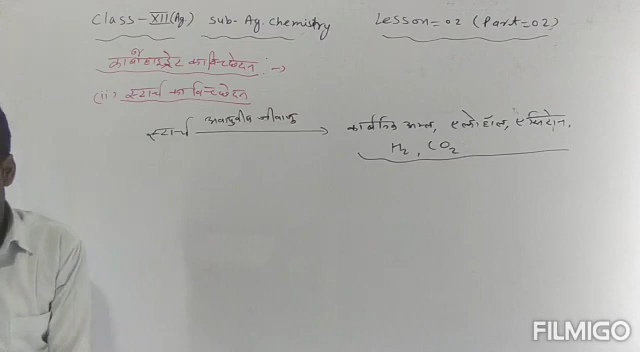 Class - XII (Ag.) Sub - Ag. Chemistry Lesson = 02 (Part = 02)
कार्बोहाइड्रेट का विच्छेदन :→
(ii) स्टार्च का विच्छेदन
स्टार्च अवायुवीय जीवाणु → कार्बनिक अम्ल, एल्कोहॉल, एसिटोन,
H₂, CO₂
FILMIGO